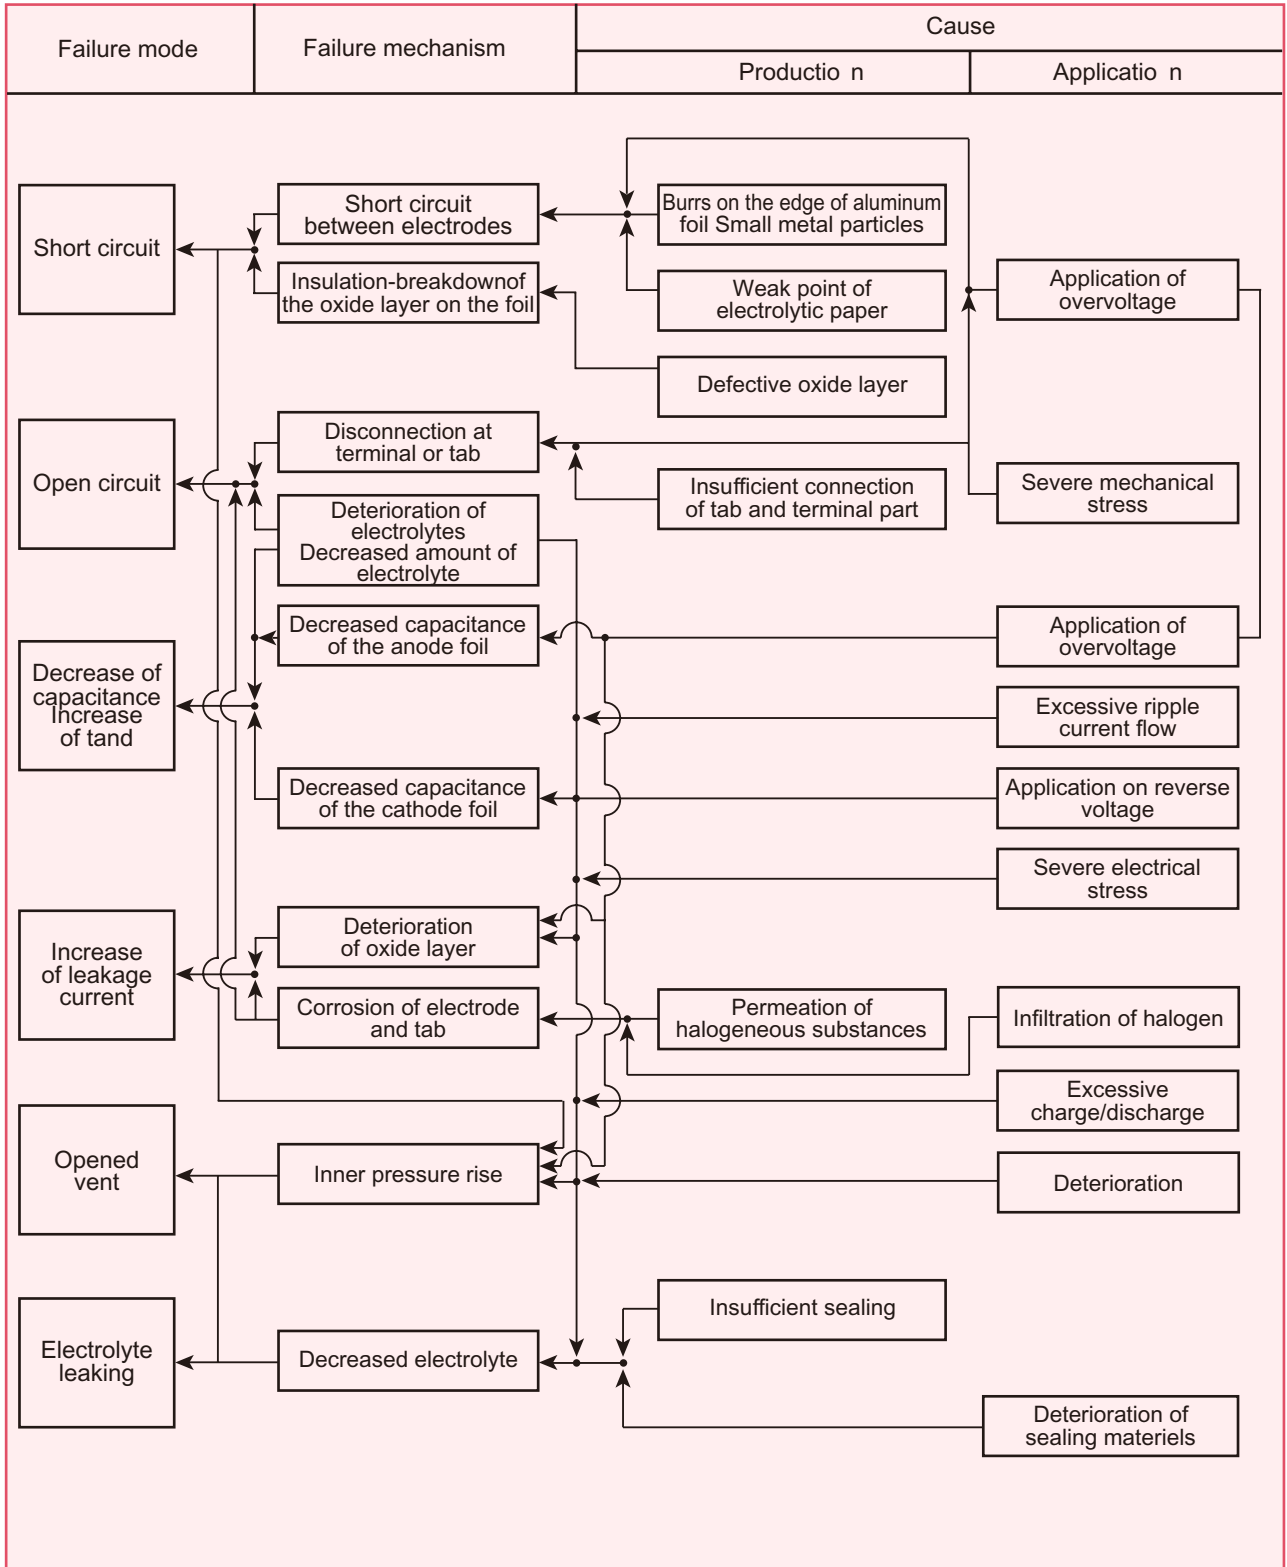 Failure mode
Failure mechanism
Cause
Productio n
Applicatio n
Short circuit
Short circuit
between electrodes
Insulation-breakdownof
the oxide layer on the foil
Burrs on the edge of aluminum
foil Small metal particles
Weak point of
electrolytic paper
Defective oxide layer
Application of
overvoltage
Open circuit
Disconnection at
terminal or tab
Deterioration of
electrolytes
Decreased amount of
electrolyte
Insufficient connection
of tab and terminal part
Severe mechanical
stress
Decrease of
capacitance
Increase
of tand
Decreased capacitance
of the anode foil
Decreased capacitance
of the cathode foil
Application of
overvoltage
Excessive ripple
current flow
Application on reverse
voltage
Severe electrical
stress
Increase
of leakage
current
Deterioration
of oxide layer
Corrosion of electrode
and tab
Permeation of
halogeneous substances
Infiltration of halogen
Excessive
charge/discharge
Opened
vent
Inner pressure rise
Deterioration
Electrolyte
leaking
Decreased electrolyte
Insufficient sealing
Deterioration of
sealing materiels